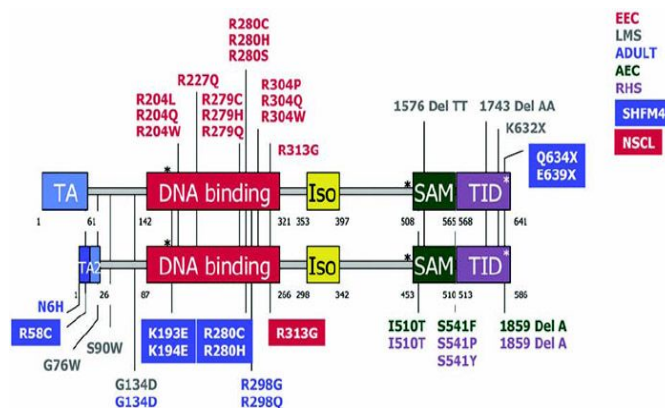 R280C
R280H
R280S
R227Q
R204L
R204Q
R204W
R279C
R279H
R279Q
R304P
R304Q
R304W
R313G
1576 Del TT
1743 Del AA
K632X
EEC
LMS
ADULT
AEC
RHS
SHFM4
NSCL
Q634X
E639X
* * *
TA DNA binding Iso SAM TID
1 61 142 321 353 397 508 565 568 641
* * *
TA2 DNA binding Iso SAM TID
1 26 87 266 298 342 453 510 513 586
N6H
R58C
G76W
S90W
G134D
G134D
K193E
K194E
R280C
R280H
R298G
R298Q
R313G
I510T
I510T
S541F
S541P
S541Y
1859 Del A
1859 Del A